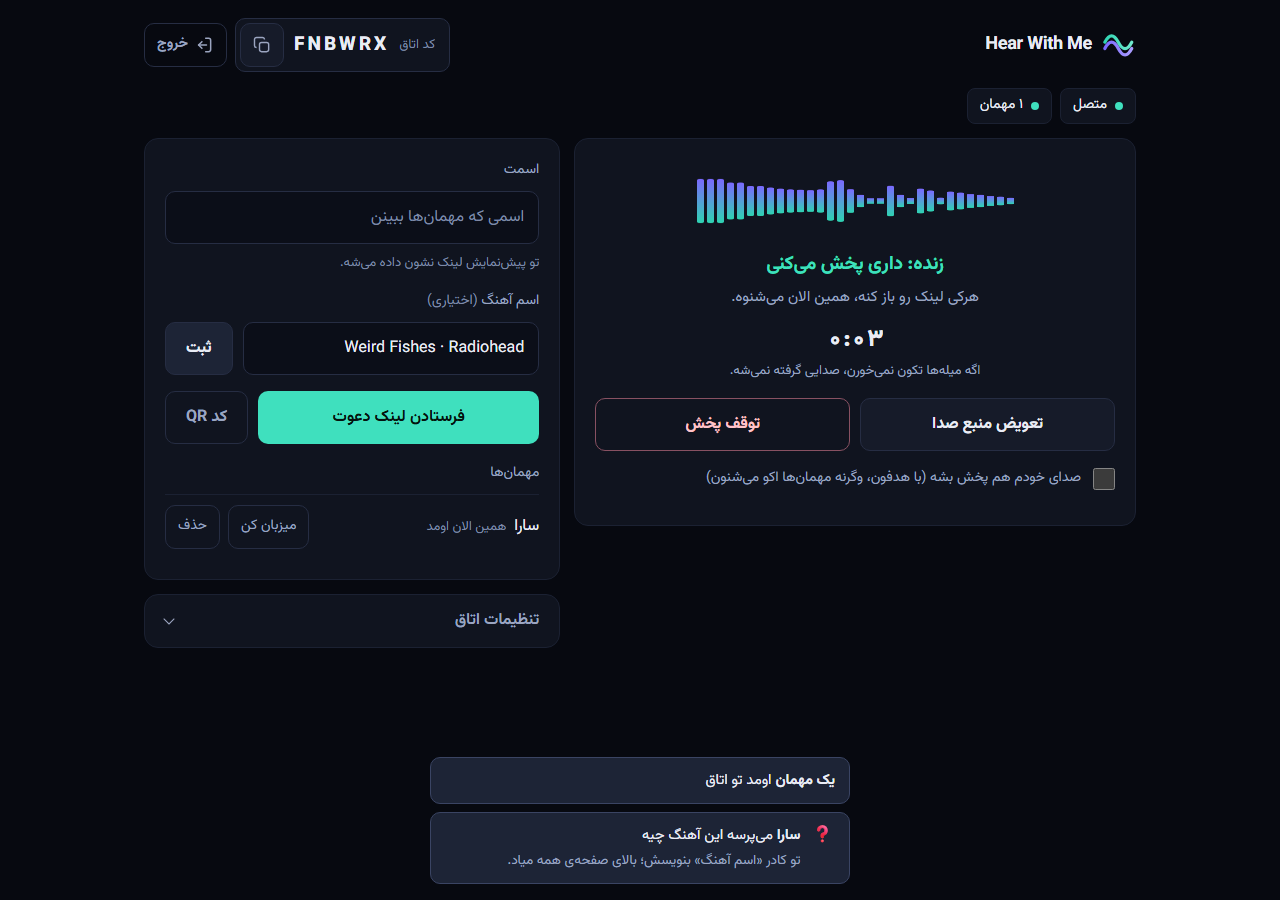 Hear With Me
کد اتاق FNBWRX
خروج
متصل
۱ مهمان
زنده: داری پخش می‌کنی
هرکی لینک رو باز کنه، همین الان می‌شنوه.
۰:۰۳
اگه میله‌ها تکون نمی‌خورن، صدایی گرفته نمی‌شه.
تعویض منبع صدا
توقف پخش
صدای خودم هم پخش بشه (با هدفون، وگرنه مهمان‌ها اکو می‌شنون)
اسمت
اسمی که مهمان‌ها ببینن
تو پیش‌نمایش لینک نشون داده می‌شه.
اسم آهنگ (اختیاری)
Weird Fishes · Radiohead
ثبت
فرستادن لینک دعوت
کد QR
مهمان‌ها
سارا همین الان اومد
میزبان کن
حذف
تنظیمات اتاق
یک مهمان اومد تو اتاق
❓ سارا می‌پرسه این آهنگ چیه
تو کادر «اسم آهنگ» بنویسش؛ بالای صفحه‌ی همه میاد.